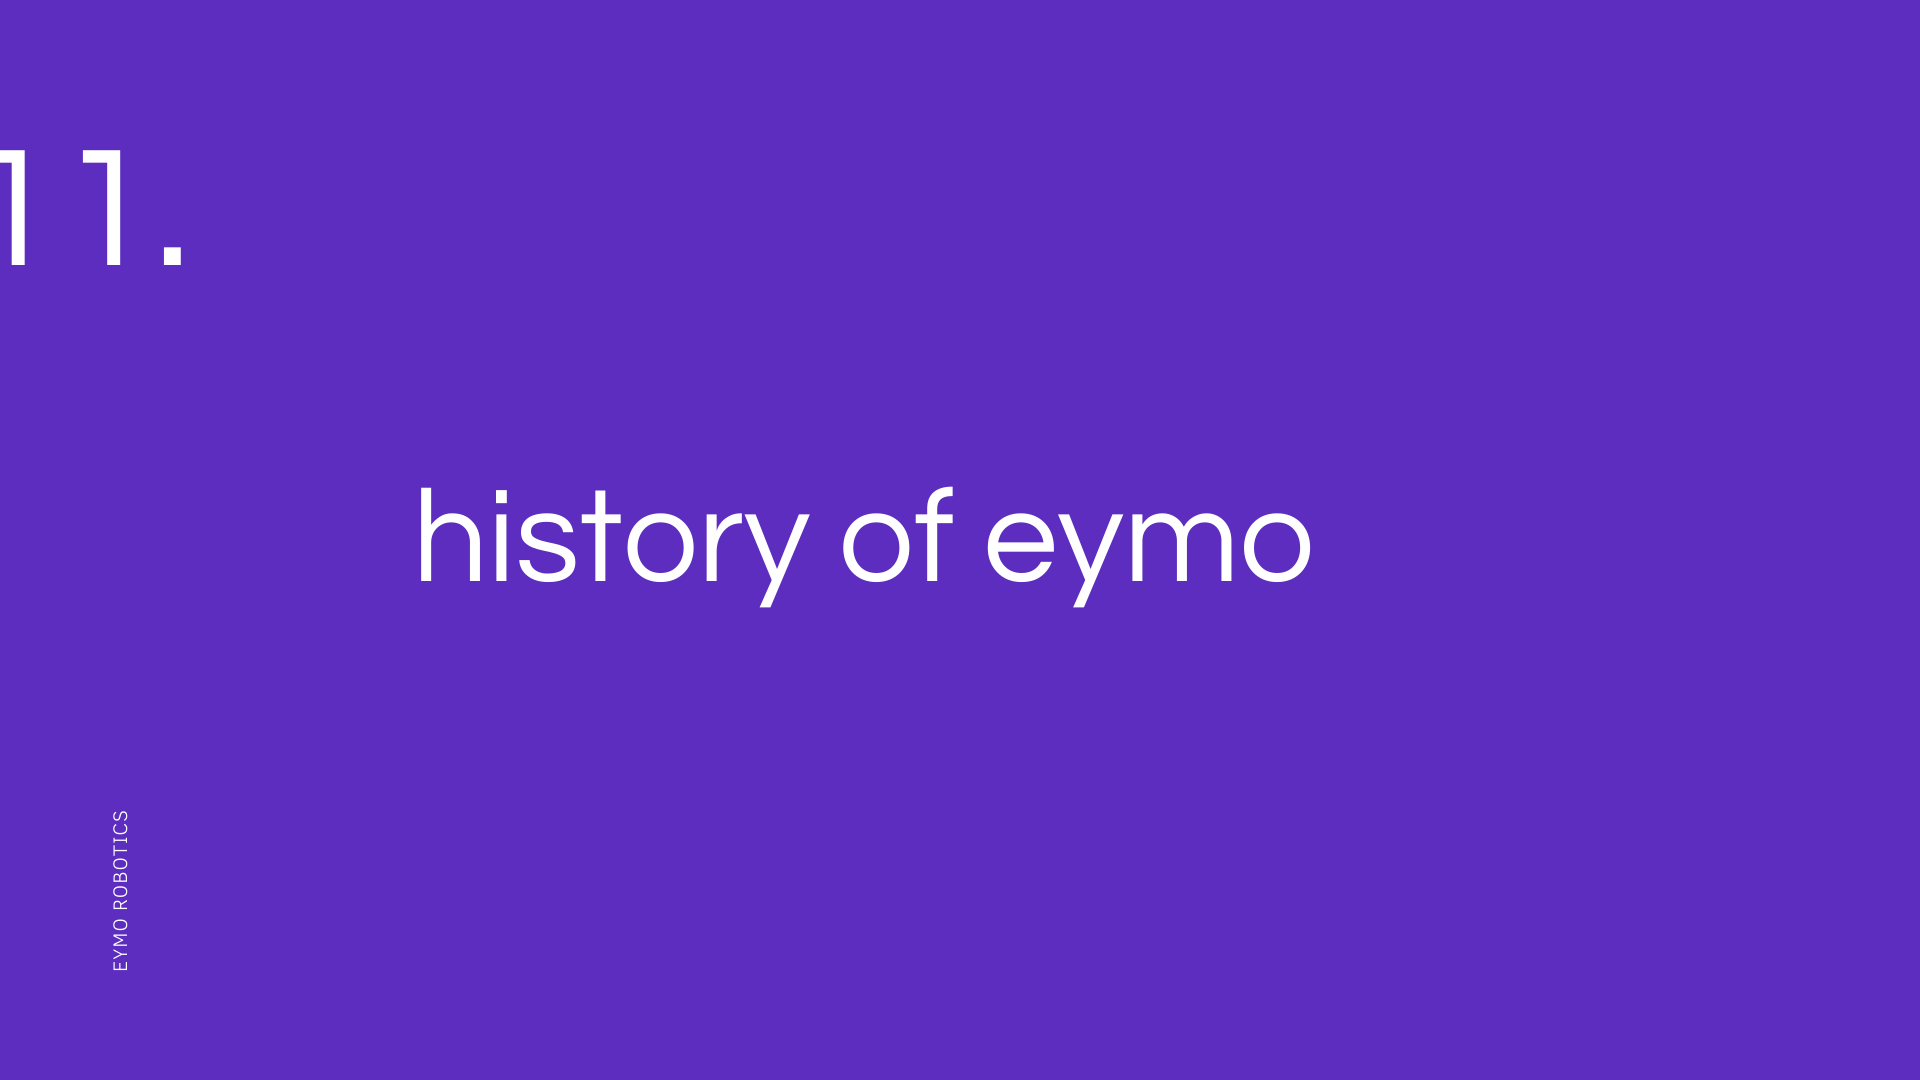 11.
history of eymo
EYMO ROBOTICS